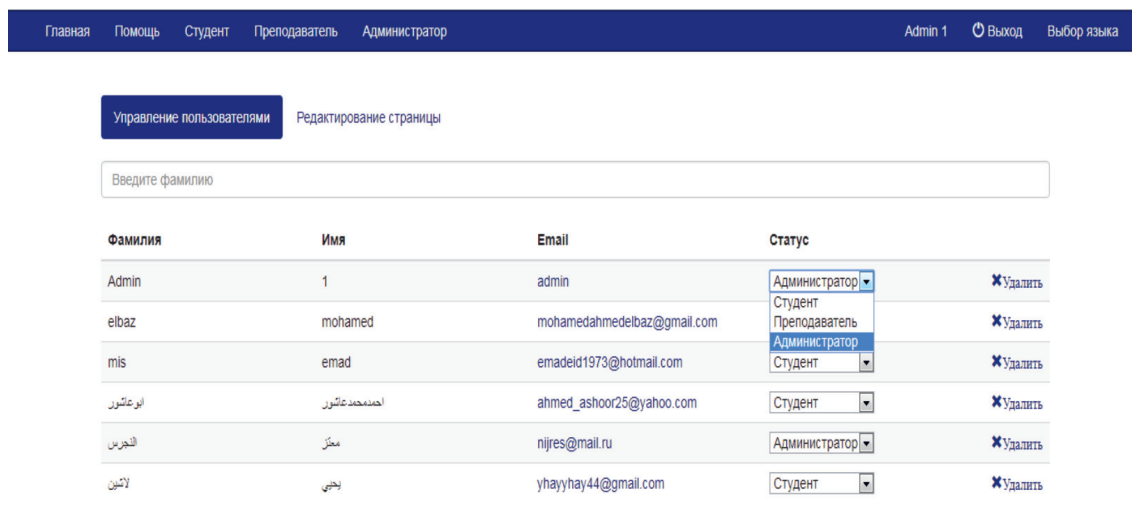 Главная Помощь Студент Преподаватель Администратор Admin 1 Выход Выбор языка
Управление пользователями Редактирование страницы
Введите фамилию
Фамилия Имя Email Статус
Admin 1 admin Администратор Удалить
Студент
elbaz mohamed mohamedahmedelbaz@gmail.com Преподаватель Удалить
Администратор
mis emad emadeid1973@hotmail.com Студент Удалить
ابوعاشور احمدمحمدعاشور ahmed_ashoor25@yahoo.com Студент Удалить
النجرس معتز nijres@mail.ru Администратор Удалить
لاشين يحيي yhayyhay44@gmail.com Студент Удалить